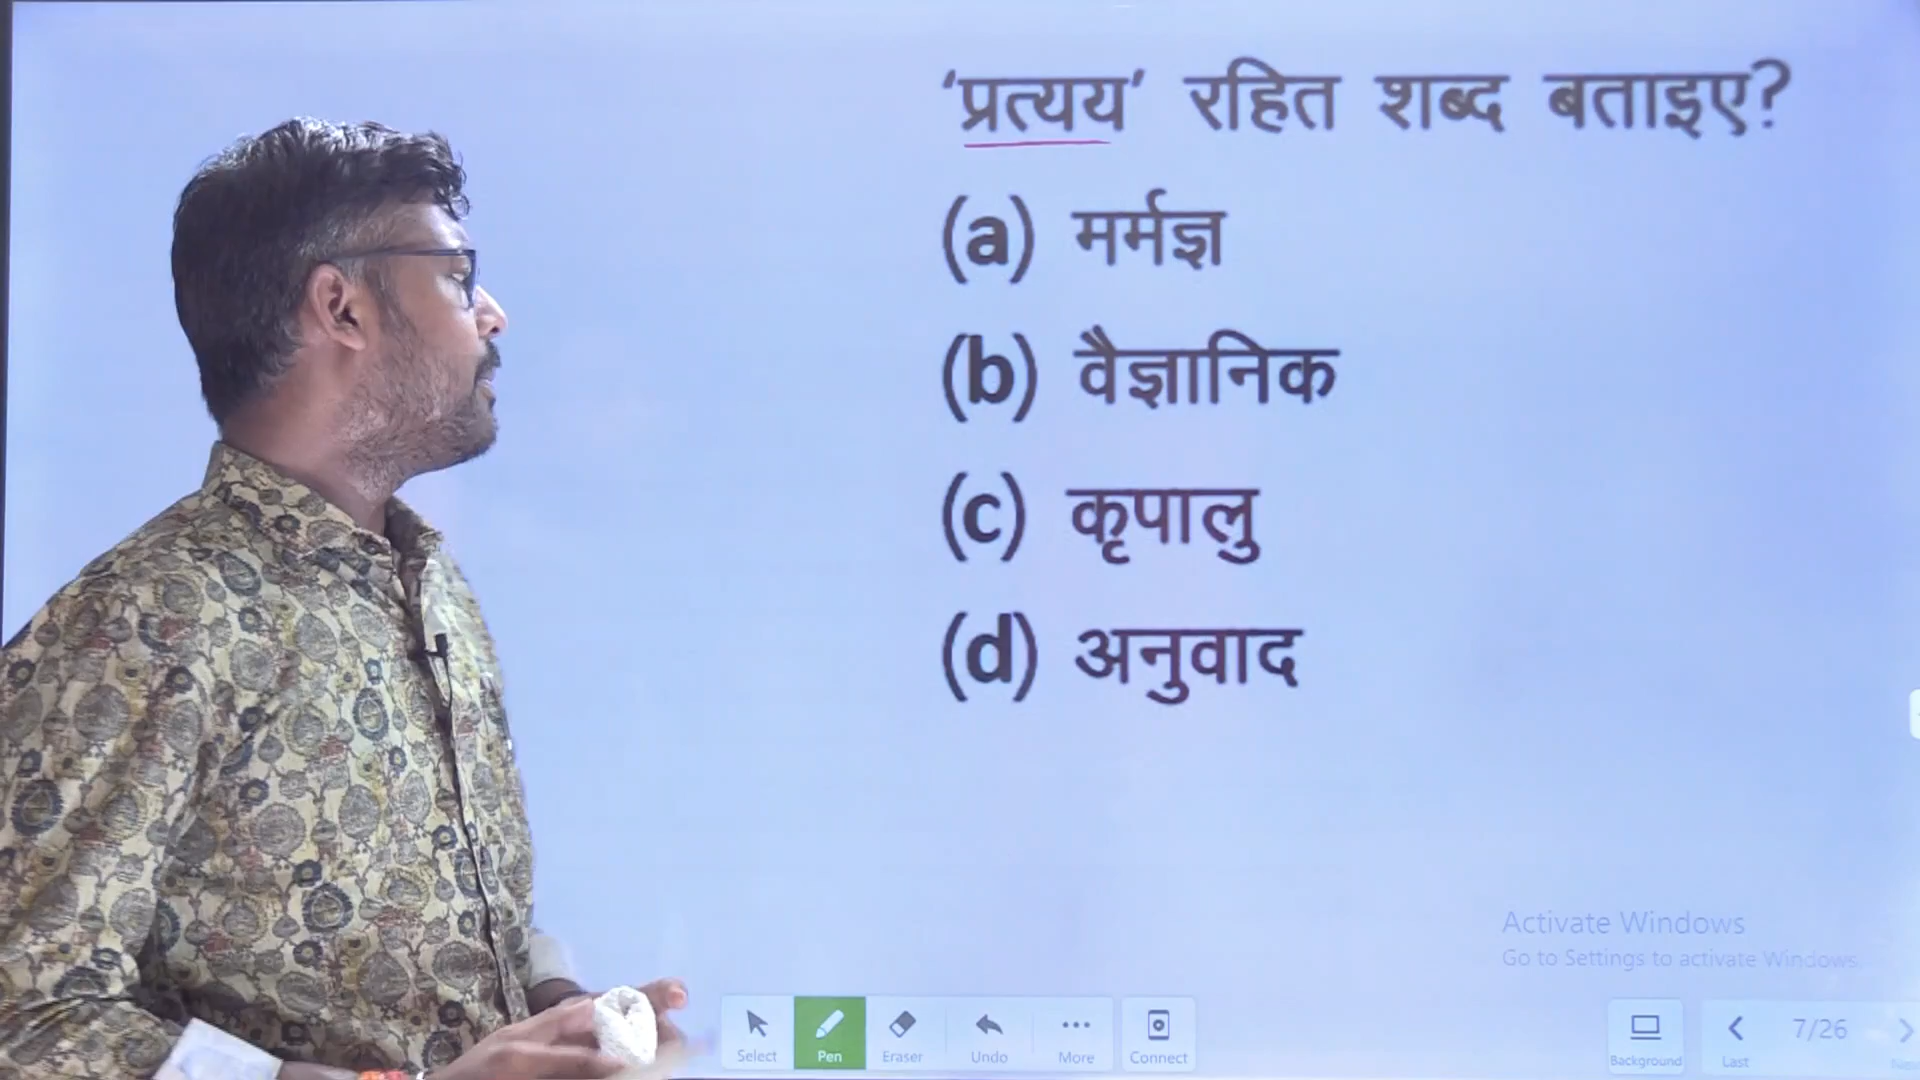 ‘प्रत्यय’ रहित शब्द बताइए?
(a) मर्मज्ञ
(b) वैज्ञानिक
(c) कृपालु
(d) अनुवाद
Activate Windows
Go to Settings to activate Windows.
Select
Pen
Eraser
Undo
More
Connect
Background
Last
7/26